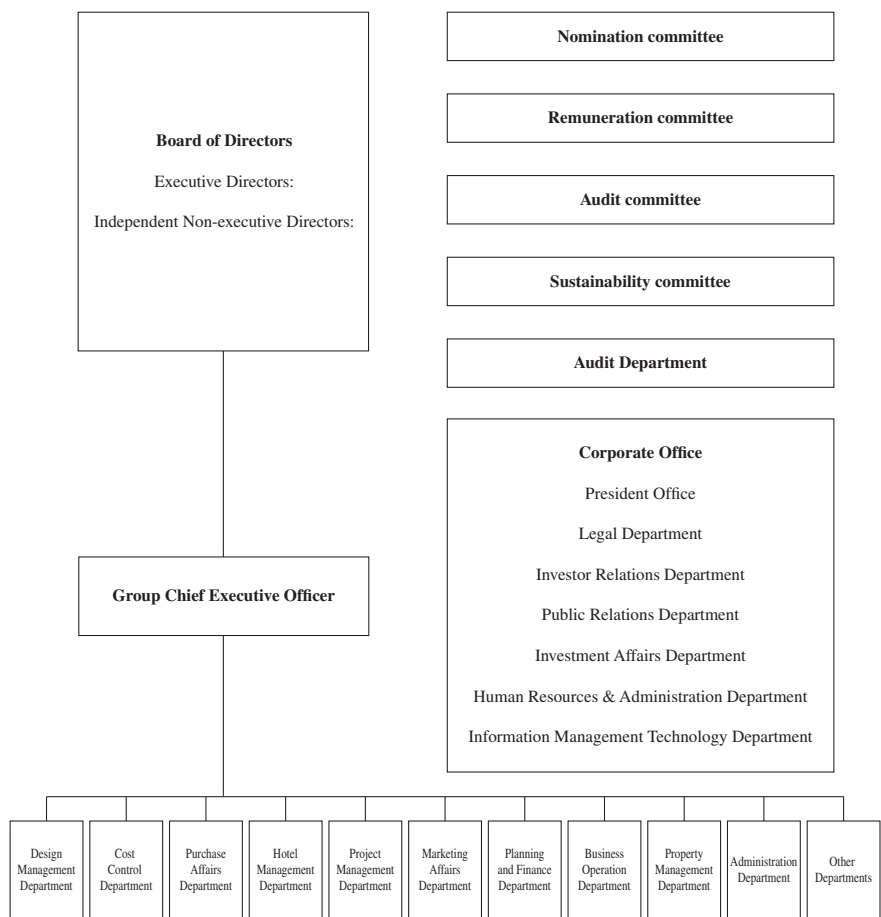 Board of Directors
Executive Directors:
Independent Non-executive Directors:
Nomination committee
Remuneration committee
Audit committee
Sustainability committee
Audit Department
Corporate Office
President Office
Legal Department
Investor Relations Department
Public Relations Department
Investment Affairs Department
Human Resources & Administration Department
Information Management Technology Department
Group Chief Executive Officer
Design
Management
Department
Cost
Control
Department
Purchase
Affairs
Department
Hotel
Management
Department
Project
Management
Department
Marketing
Affairs
Department
Planning
and Finance
Department
Business
Operation
Department
Property
Management
Department
Administration
Department
Other
Departments